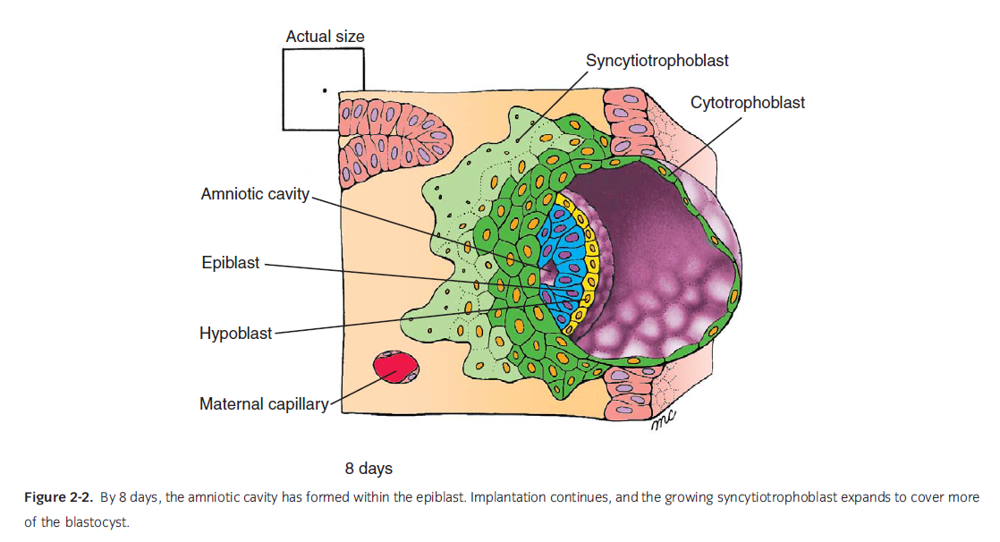 Actual size
Syncytiotrophoblast
Cytotrophoblast
Amniotic cavity
Epiblast
Hypoblast
Maternal capillary
mc
8 days
Figure 2-2. By 8 days, the amniotic cavity has formed within the epiblast. Implantation continues, and the growing syncytiotrophoblast expands to cover more
of the blastocyst.